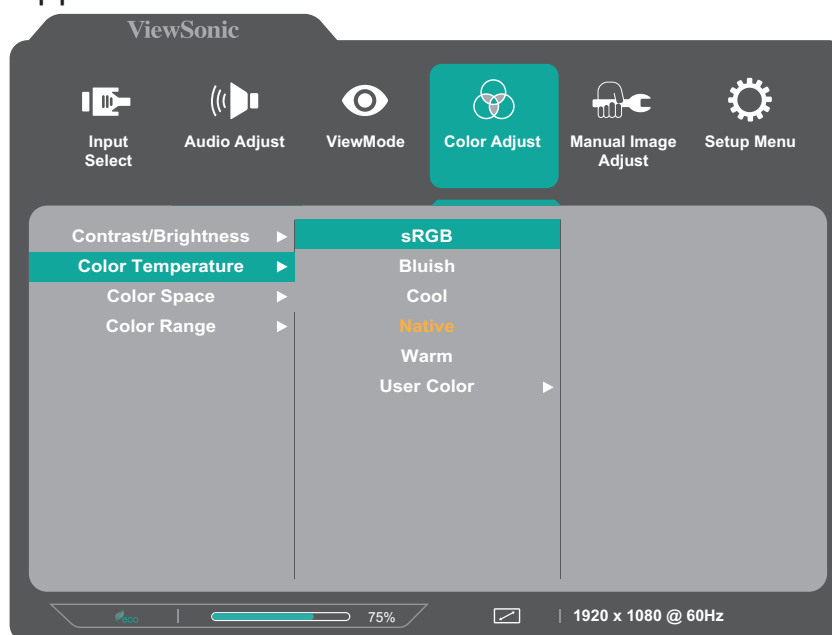 ViewSonic
Input Select
Audio Adjust
ViewMode
Color Adjust
Manual Image Adjust
Setup Menu
Contrast/Brightness
Color Temperature
Color Space
Color Range
sRGB
Bluish
Cool
Native
Warm
User Color
eco
75%
1920 x 1080 @ 60Hz